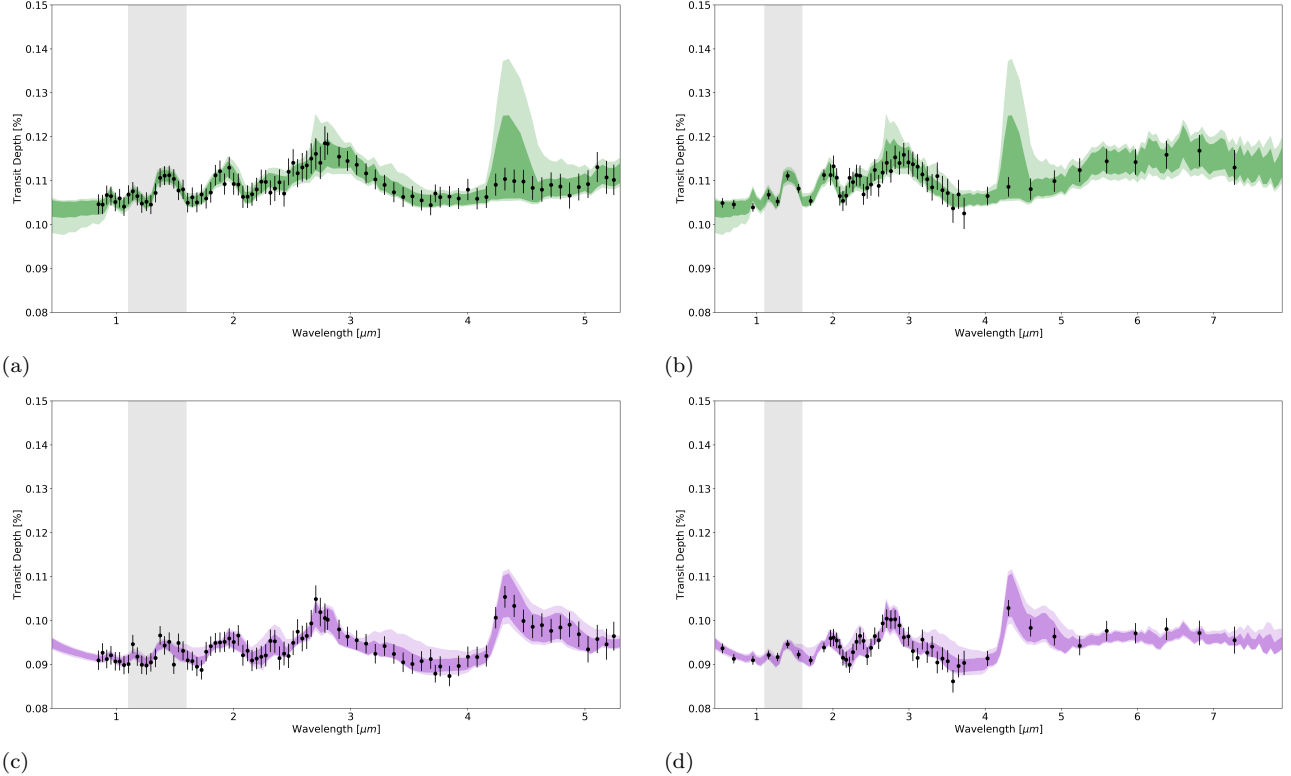 0.15
0.14
0.13
0.12
0.11
0.10
0.09
0.08
Transit Depth [%]
1 2 3 4 5
Wavelength [μm]
(a)
0.15
0.14
0.13
0.12
0.11
0.10
0.09
0.08
Transit Depth [%]
1 2 3 4 5 6 7
Wavelength [μm]
(b)
0.15
0.14
0.13
0.12
0.11
0.10
0.09
0.08
Transit Depth [%]
1 2 3 4 5
Wavelength [μm]
(c)
0.15
0.14
0.13
0.12
0.11
0.10
0.09
0.08
Transit Depth [%]
1 2 3 4 5 6 7
Wavelength [μm]
(d)